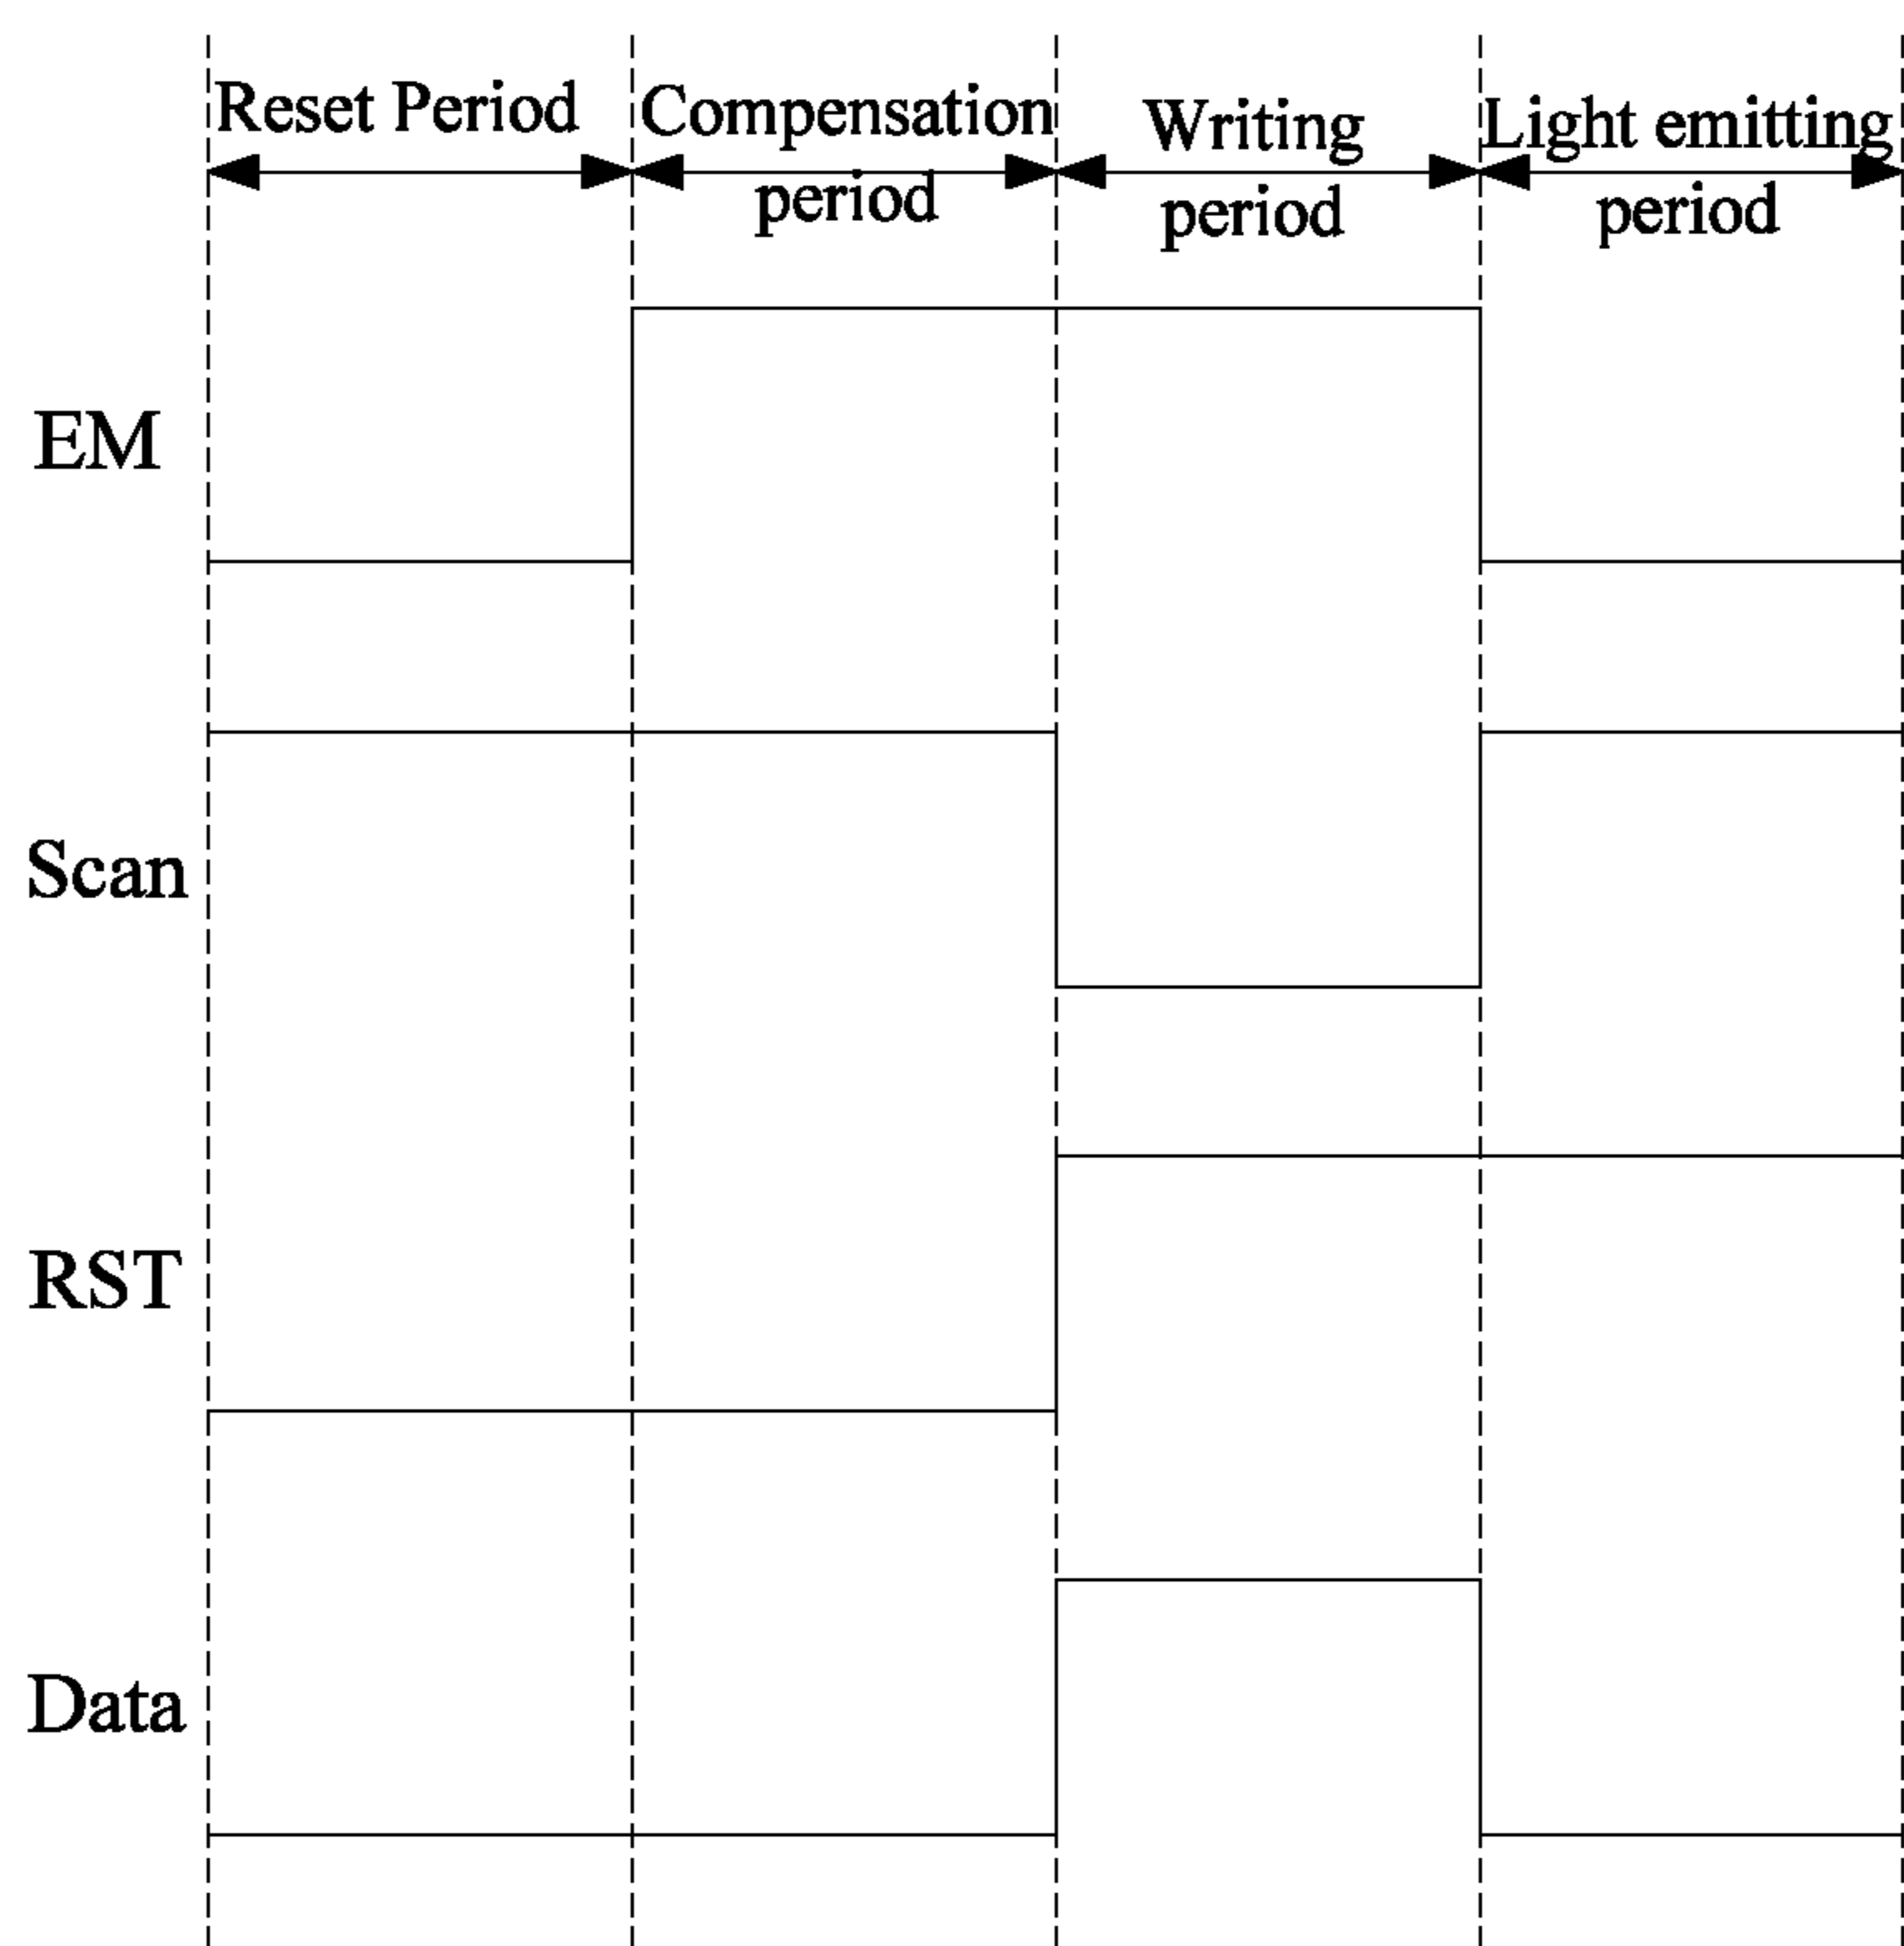 Reset Period
Compensation
period
Writing
period
Light emitting
period
EM
Scan
RST
Data